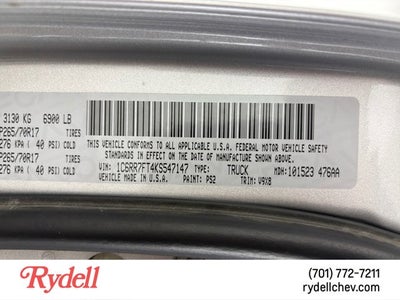 3130 KG 6900 LB
P265/70R17 TIRES
276 KPA ( 40 PSI) COLD
P265/70R17 TIRES
276 KPA ( 40 PSI) COLD
THIS VEHICLE CONFORMS TO ALL APPLICABLE
U.S.A. FEDERAL MOTOR VEHICLE SAFETY
STANDARDS IN EFFECT ON THE
DATE OF MANUFACTURE SHOWN ABOVE.
VIN: 1C6RR7FT4KS547147 TRUCK
VEHICLE MADE IN U.S.A. PAINT: PS2 TRIM: V9X8 MDH: 101523 476AA
Rydell
(701) 772-7211
rydellchev.com